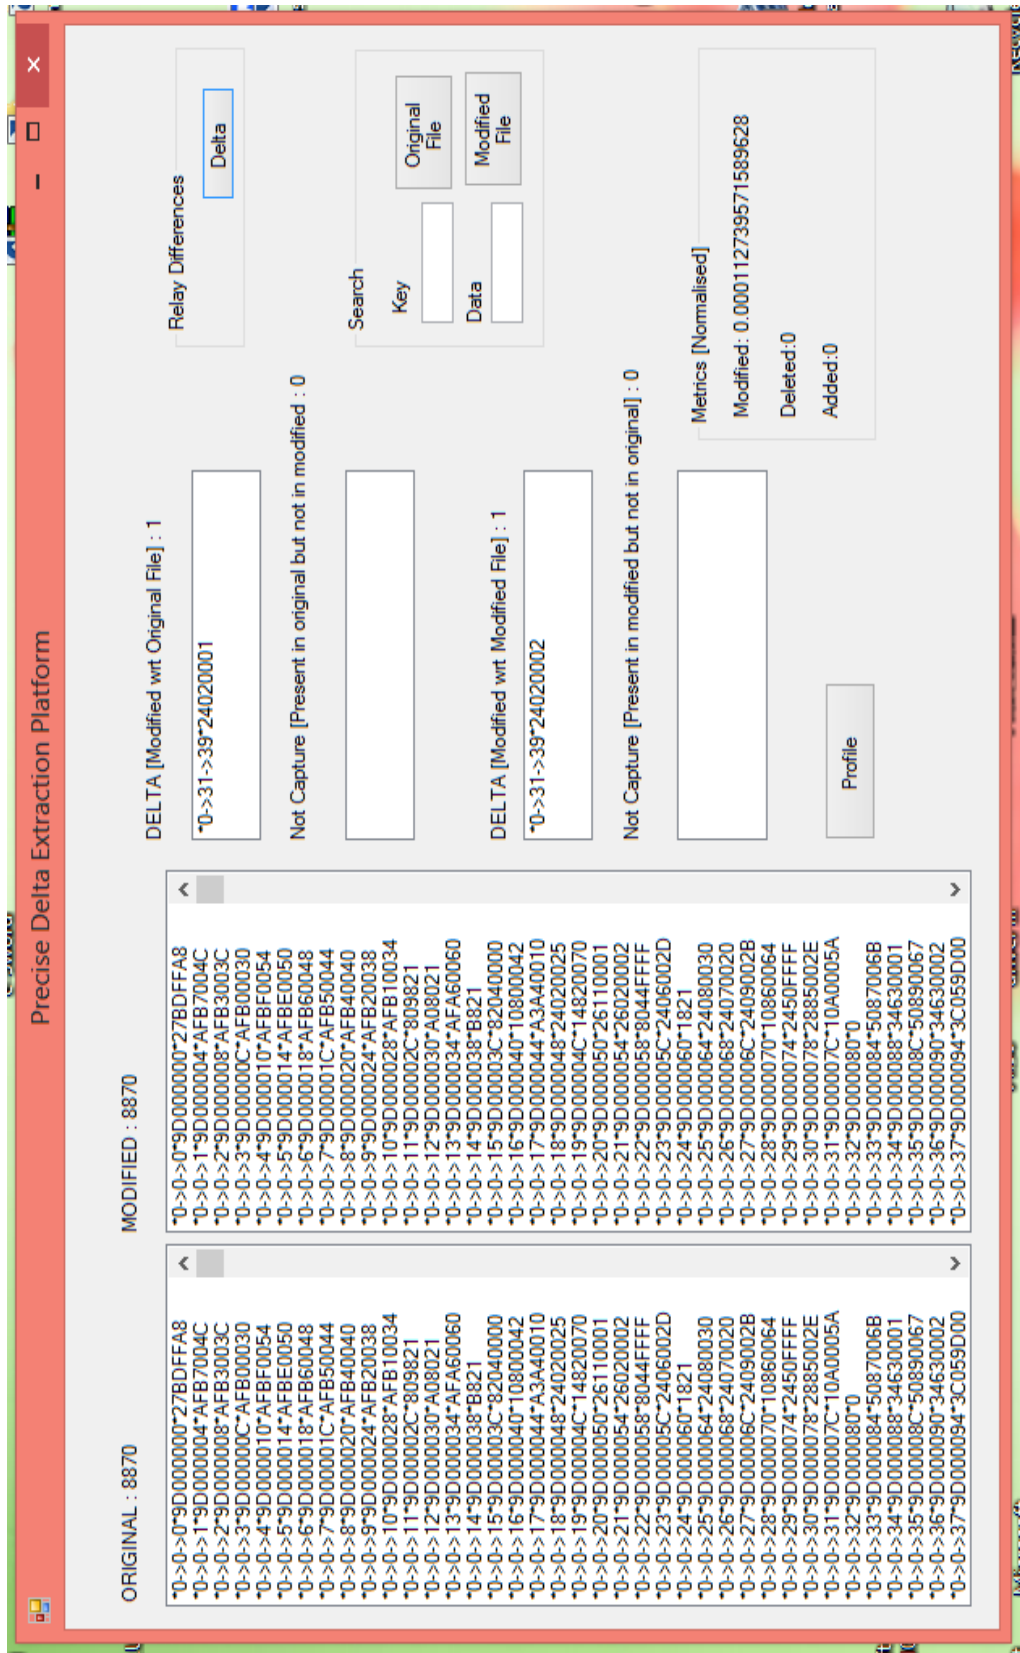 Precise Delta Extraction Platform
ORIGINAL : 8870
*0->0->0*9D000000*27BDFFA8
*0->0->1*9D000004*AFB7004C
*0->0->2*9D000008*AFB3003C
*0->0->3*9D00000C*AFB00030
*0->0->4*9D000010*AFBF0054
*0->0->5*9D000014*AFBE0050
*0->0->6*9D000018*AFB60048
*0->0->7*9D00001C*AFB50044
*0->0->8*9D000020*AFB40040
*0->0->9*9D000024*AFB20038
*0->0->10*9D000028*AFB10034
*0->0->11*9D00002C*809821
*0->0->12*9D000030*A08021
*0->0->13*9D000034*AFA60060
*0->0->14*9D000038*B821
*0->0->15*9D00003C*82040000
*0->0->16*9D000040*10800042
*0->0->17*9D000044*A3A40010
*0->0->18*9D000048*24020025
*0->0->19*9D00004C*14820070
*0->0->20*9D000050*26110001
*0->0->21*9D000054*26020002
*0->0->22*9D000058*8044FFFF
*0->0->23*9D00005C*2406002D
*0->0->24*9D000060*1821
*0->0->25*9D000064*24080030
*0->0->26*9D000068*24070020
*0->0->27*9D00006C*2409002B
*0->0->28*9D000070*10860064
*0->0->29*9D000074*2450FFFF
*0->0->30*9D000078*2885002E
*0->0->31*9D00007C*10A0005A
*0->0->32*9D000080*0
*0->0->33*9D000084*5087006B
*0->0->34*9D000088*34630001
*0->0->35*9D00008C*50890067
*0->0->36*9D000090*34630002
*0->0->37*9D000094*3C059D00
MODIFIED : 8870
*0->0->0*9D000000*27BDFFA8
*0->0->1*9D000004*AFB7004C
*0->0->2*9D000008*AFB3003C
*0->0->3*9D00000C*AFB00030
*0->0->4*9D000010*AFBF0054
*0->0->5*9D000014*AFBE0050
*0->0->6*9D000018*AFB60048
*0->0->7*9D00001C*AFB50044
*0->0->8*9D000020*AFB40040
*0->0->9*9D000024*AFB20038
*0->0->10*9D000028*AFB10034
*0->0->11*9D00002C*809821
*0->0->12*9D000030*A08021
*0->0->13*9D000034*AFA60060
*0->0->14*9D000038*B821
*0->0->15*9D00003C*82040000
*0->0->16*9D000040*10800042
*0->0->17*9D000044*A3A40010
*0->0->18*9D000048*24020025
*0->0->19*9D00004C*14820070
*0->0->20*9D000050*26110001
*0->0->21*9D000054*26020002
*0->0->22*9D000058*8044FFFF
*0->0->23*9D00005C*2406002D
*0->0->24*9D000060*1821
*0->0->25*9D000064*24080030
*0->0->26*9D000068*24070020
*0->0->27*9D00006C*2409002B
*0->0->28*9D000070*10860064
*0->0->29*9D000074*2450FFFF
*0->0->30*9D000078*2885002E
*0->0->31*9D00007C*10A0005A
*0->0->32*9D000080*0
*0->0->33*9D000084*5087006B
*0->0->34*9D000088*34630001
*0->0->35*9D00008C*50890067
*0->0->36*9D000090*34630002
*0->0->37*9D000094*3C059D00
DELTA [Modified wrt Original File] : 1
*0->31->39*24020001
Not Capture [Present in original but not in modified : 0
DELTA [Modified wrt Modified File] : 1
*0->31->39*24020002
Not Capture [Present in modified but not in original] : 0
Profile
Relay Differences
Delta
Search
Key
Original
File
Data
Modified
File
Metrics [Normalised]
Modified: 0.000112739571589628
Deleted:0
Added:0